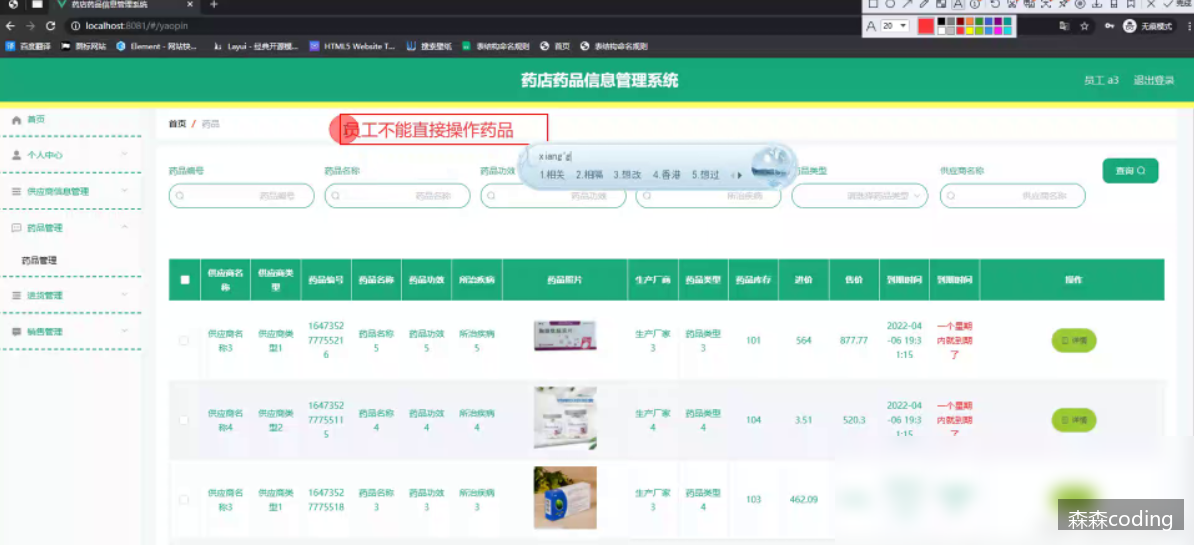 药店药品信息管理系统
localhost:8081/#/yaopin
20
完成
无痕模式
百度翻译
Element - 网站快...
Layui - 经典开源模...
HTML5 Website T...
搜索壁纸
表结构命名规则
首页
表结构命名规则
药店药品信息管理系统
员工 a3
退出登录
首页
个人中心
供应商信息管理
药品管理
药品管理
进货管理
销售管理
首页 / 药品
员工不能直接操作药品
xiang'g
1.相关 2.相隔 3.想改 4.香港 5.想过
药品编号
药品名称
药品功效
品类型
供应商名称
药品编号
药品名称
药品功效
所治疾病
请选择药品类型
供应商名称
查询
供应商名称 供应商类型 药品编号 药品名称 药品功效 所治疾病 药品照片 生产厂商 药品类型 药品库存 进价 售价 到期时间 到期时间 操作
供应商名称3 供应商类型1 164735277755216 药品名称5 药品功效5 所治疾病5 生产厂家3 药品类型3 101 564 877.77 2022-04-06 19:31:15 一个星期内就到期了 详情
供应商名称4 供应商类型2 164735277755115 药品名称4 药品功效4 所治疾病4 生产厂家4 药品类型4 104 3.51 520.3 2022-04-06 19:31:15 一个星期内就到期了 详情
供应商名称3 供应商类型1 16473527775518 药品名称3 药品功效3 所治疾病3 生产厂家3 药品类型4 103 462.09
森森coding